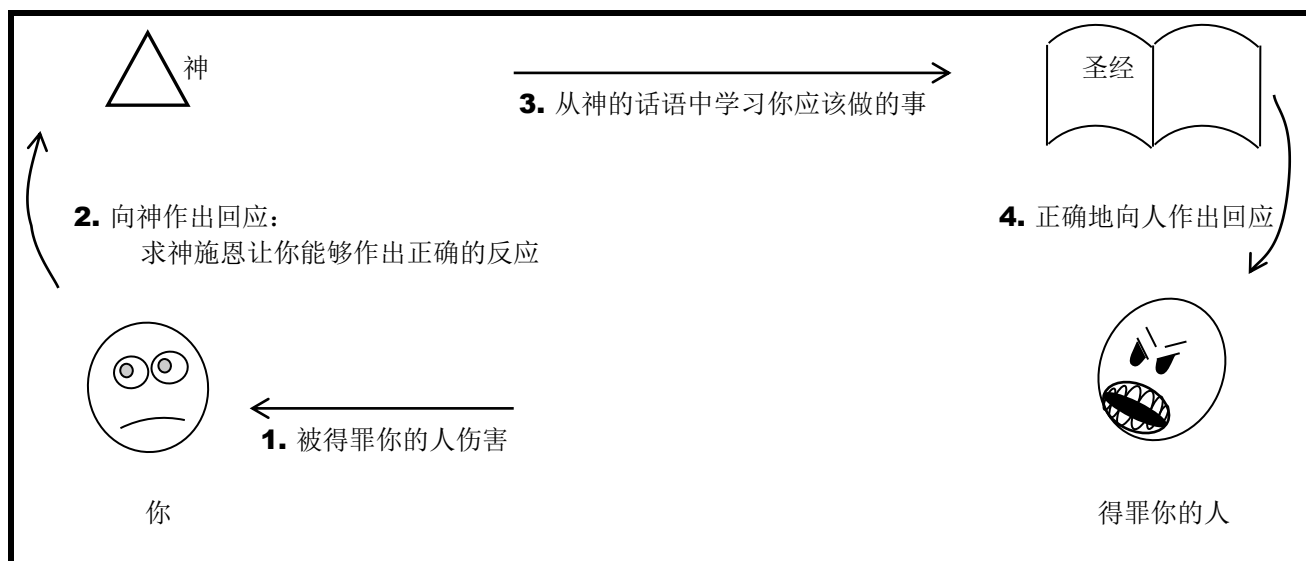 神
圣经
3. 从神的话语中学习你应该做的事
2. 向神作出回应：
求神施恩让你能够作出正确的反应
4. 正确地向人作出回应
1. 被得罪你的人伤害
你
得罪你的人